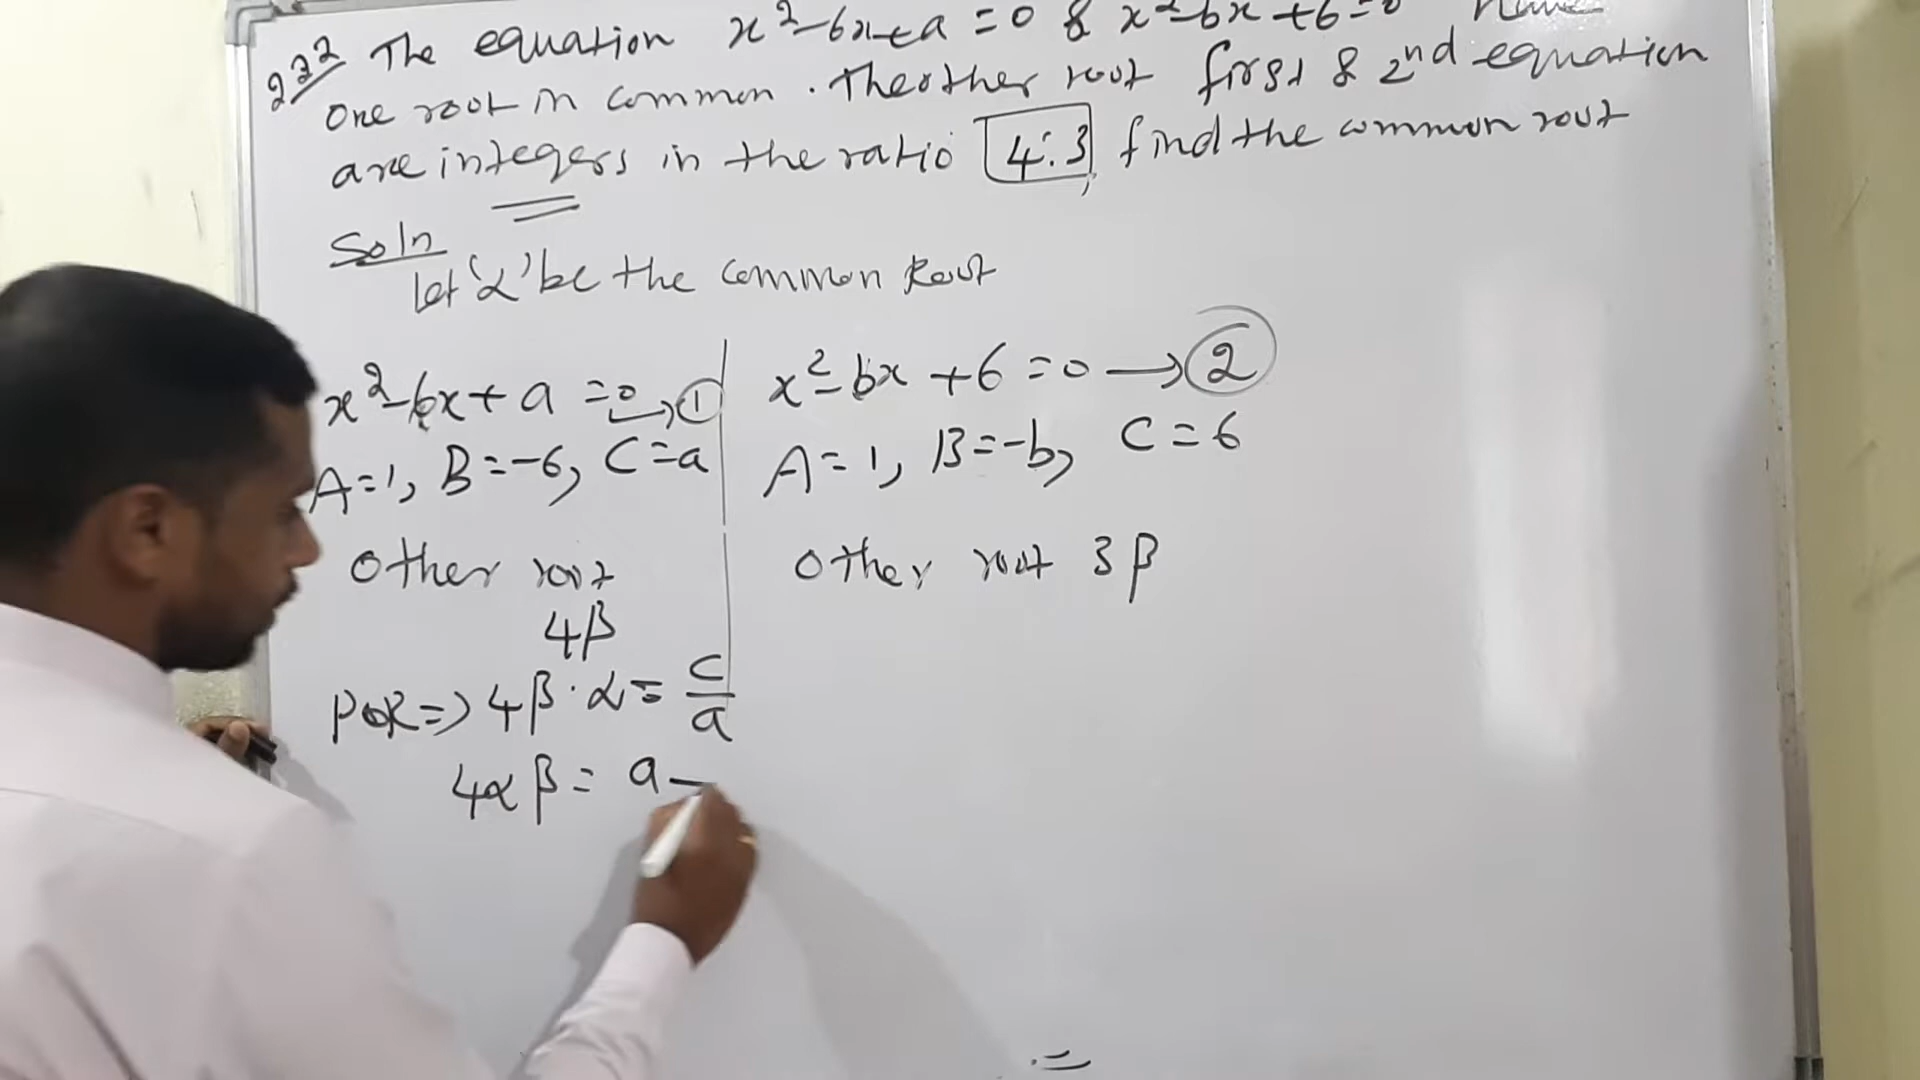 222 The equation x²-6x+a=0 & x²-bx+6=0 have
One root in common. The other root first & 2nd equation
are integers in the ratio 4:3, find the common root
Soln
let 'α' be the common Root
x²-6x+a=0→①
A=1, B=-6, C=a
Other root
4β
POR=> 4β·α = C/a
4αβ = a
x²-bx+6=0→②
A=1, B=-b, C=6
Other root 3β